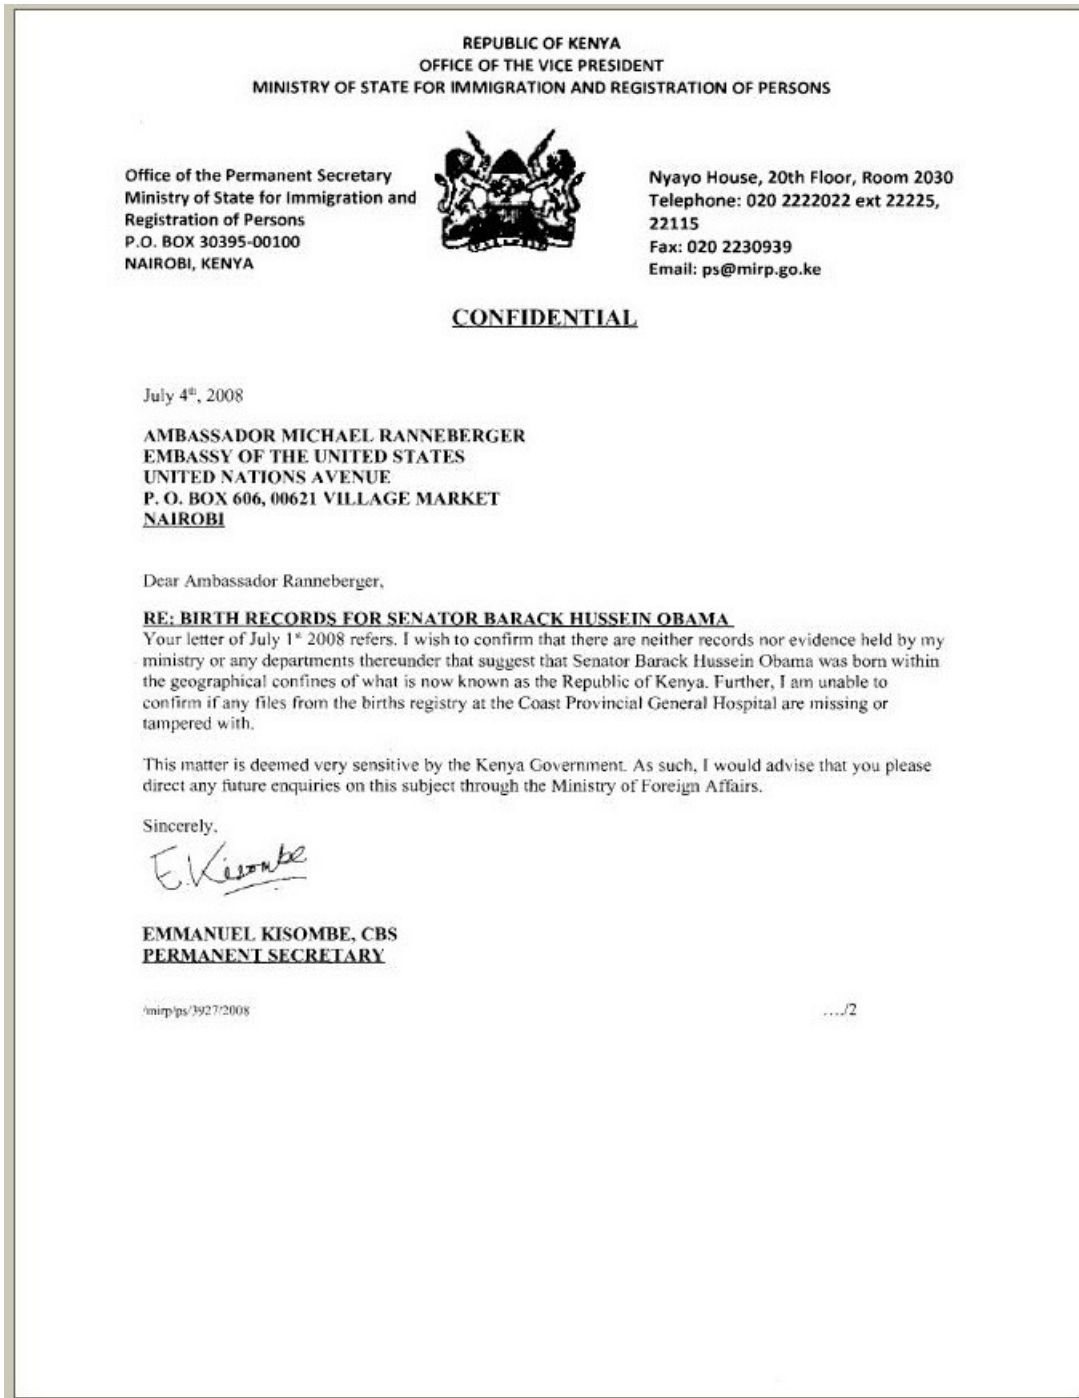 REPUBLIC OF KENYA
OFFICE OF THE VICE PRESIDENT
MINISTRY OF STATE FOR IMMIGRATION AND REGISTRATION OF PERSONS
Office of the Permanent Secretary
Ministry of State for Immigration and
Registration of Persons
P.O. BOX 30395-00100
NAIROBI, KENYA
Nyayo House, 20th Floor, Room 2030
Telephone: 020 2222022 ext 22225,
22115
Fax: 020 2230939
Email: ps@mirp.go.ke
CONFIDENTIAL
July 4th, 2008
AMBASSADOR MICHAEL RANNEBERGER
EMBASSY OF THE UNITED STATES
UNITED NATIONS AVENUE
P. O. BOX 606, 00621 VILLAGE MARKET
NAIROBI
Dear Ambassador Ranneberger,
RE: BIRTH RECORDS FOR SENATOR BARACK HUSSEIN OBAMA
Your letter of July 1st 2008 refers. I wish to confirm that there are neither records nor evidence held by my
ministry or any departments thereunder that suggest that Senator Barack Hussein Obama was born within
the geographical confines of what is now known as the Republic of Kenya. Further, I am unable to
confirm if any files from the births registry at the Coast Provincial General Hospital are missing or
tampered with.
This matter is deemed very sensitive by the Kenya Government. As such, I would advise that you please
direct any future enquiries on this subject through the Ministry of Foreign Affairs.
Sincerely,
E. Kisombe
EMMANUEL KISOMBE, CBS
PERMANENT SECRETARY
/mirp/ps/3927/2008
…./2